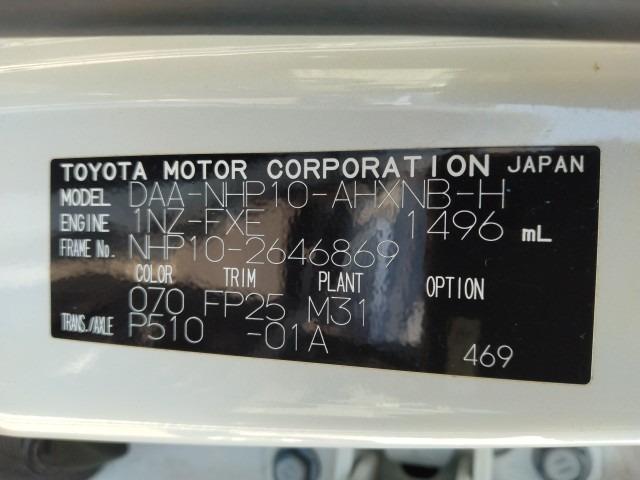 TOYOTA MOTOR CORPORATION JAPAN
MODEL DAA-NHP10-AHXNB-H
ENGINE 1NZ-FXE 1496 mL
FRAME No. NHP10-2646869
COLOR TRIM PLANT OPTION
070 FP25 M31
TRANS./AXLE P510 -01A
469